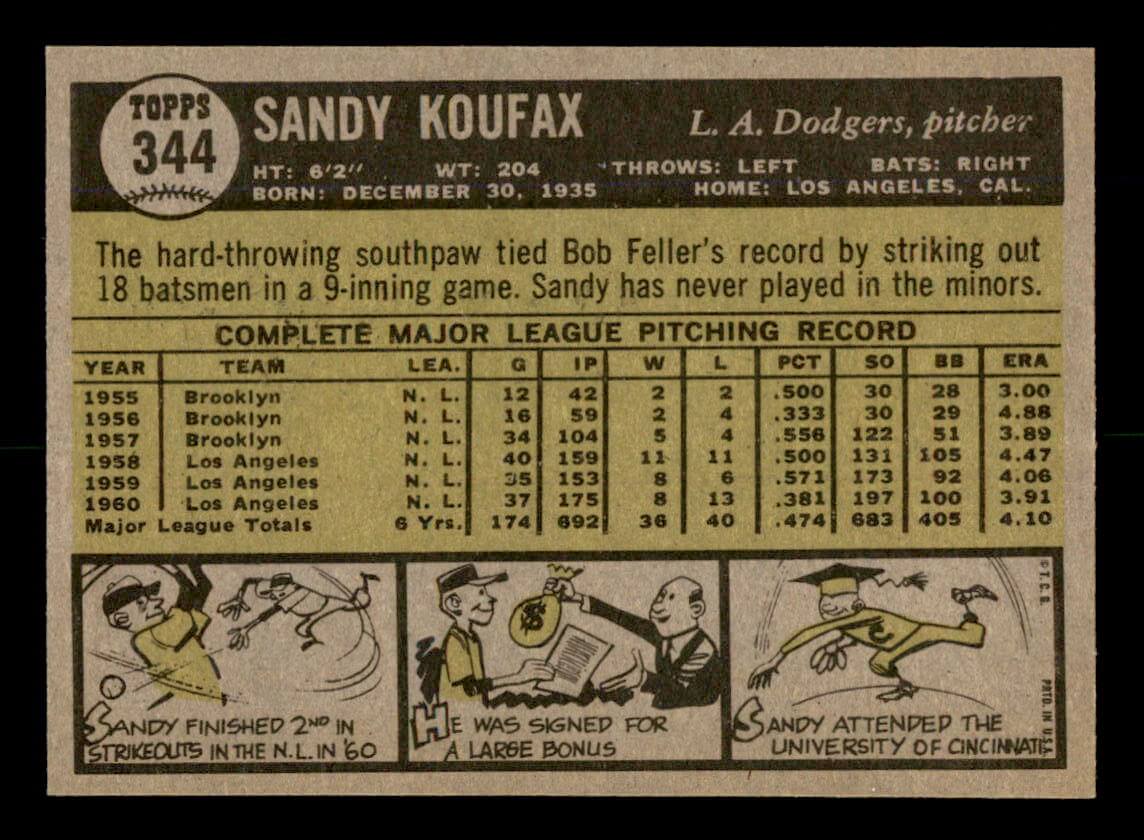 TOPPS
344
SANDY KOUFAX
L. A. Dodgers, pitcher
HT: 6'2" WT: 204 THROWS: LEFT BATS: RIGHT
BORN: DECEMBER 30, 1935 HOME: LOS ANGELES, CAL.
The hard-throwing southpaw tied Bob Feller's record by striking out
18 batsmen in a 9-inning game. Sandy has never played in the minors.
COMPLETE MAJOR LEAGUE PITCHING RECORD
YEAR TEAM LEA. G IP W L PCT SO BB ERA
1955 Brooklyn N. L. 12 42 2 2 .500 30 28 3.00
1956 Brooklyn N. L. 16 59 2 4 .333 30 29 4.88
1957 Brooklyn N. L. 34 104 5 4 .556 122 51 3.89
1958 Los Angeles N. L. 40 159 11 11 .500 131 105 4.47
1959 Los Angeles N. L. 35 153 8 6 .571 173 92 4.06
1960 Los Angeles N. L. 37 175 8 13 .381 197 100 3.91
Major League Totals 6 Yrs. 174 692 36 40 .474 683 405 4.10
$
SANDY FINISHED 2ND IN
STRIKEOUTS IN THE N.L. IN '60
HE WAS SIGNED FOR
A LARGE BONUS
C
SANDY ATTENDED THE
UNIVERSITY OF CINCINNATI
© T. C. G.
PRTD. IN U.S.A.